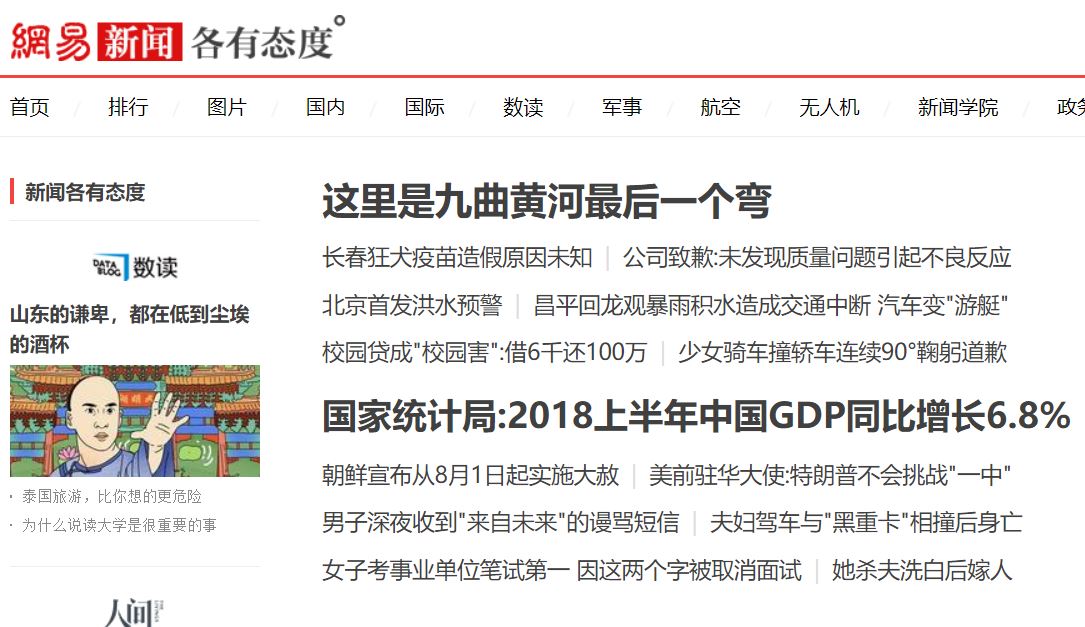 網易 新闻 各有态度°
首页 / 排行 / 图片 / 国内 / 国际 / 数读 / 军事 / 航空 / 无人机 / 新闻学院 / 政务
新闻各有态度
DATA BLOG 数读
山东的谦卑，都在低到尘埃
的酒杯
· 泰国旅游，比你想的更危险
· 为什么说读大学是很重要的事
人间
这里是九曲黄河最后一个弯
长春狂犬疫苗造假原因未知 | 公司致歉:未发现质量问题引起不良反应
北京首发洪水预警 | 昌平回龙观暴雨积水造成交通中断 汽车变"游艇"
校园贷成"校园害":借6千还100万 | 少女骑车撞轿车连续90°鞠躬道歉
国家统计局:2018上半年中国GDP同比增长6.8%
朝鲜宣布从8月1日起实施大赦 | 美前驻华大使:特朗普不会挑战"一中"
男子深夜收到"来自未来"的谩骂短信 | 夫妇驾车与"黑重卡"相撞后身亡
女子考事业单位笔试第一 因这两个字被取消面试 | 她杀夫洗白后嫁人